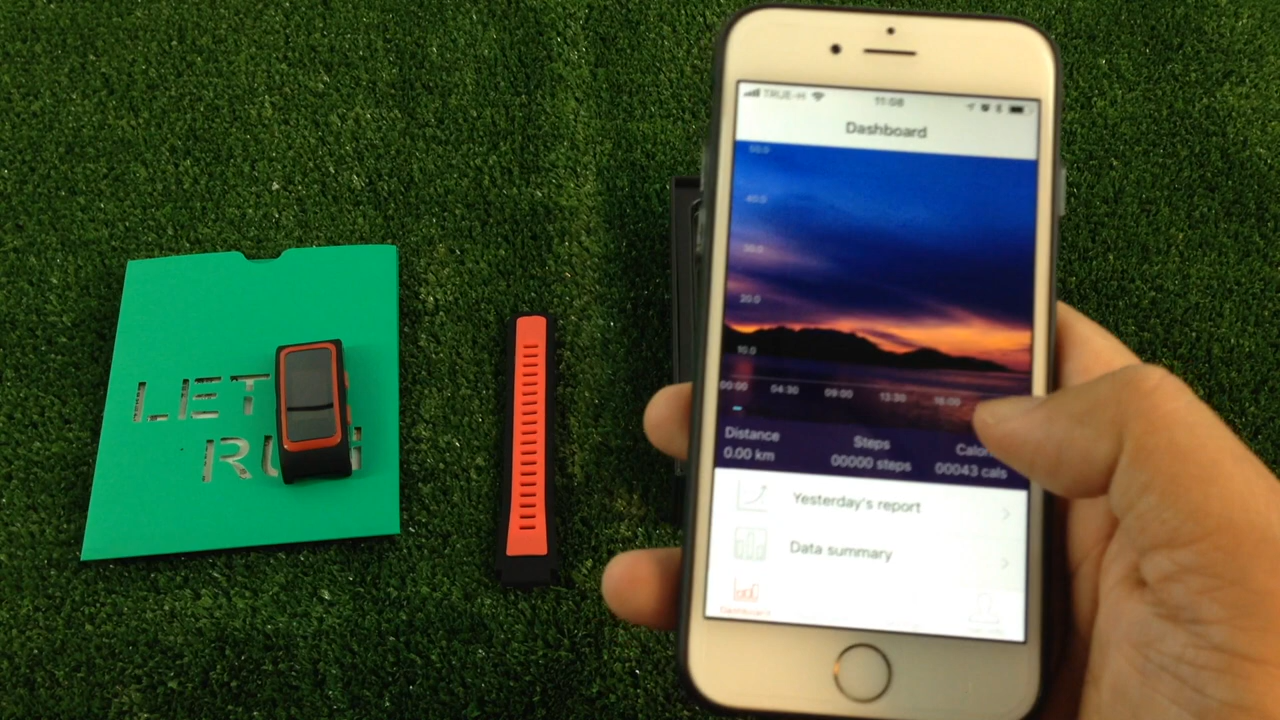 LET
RU
TRUE-H
11:08
Dashboard
50.0
40.0
30.0
20.0
10.0
00:00 04:30 09:00 13:30 18:00
Distance Steps
0.00 km 00000 steps 00043 cals
Yesterday's report
Data summary
Dashboard